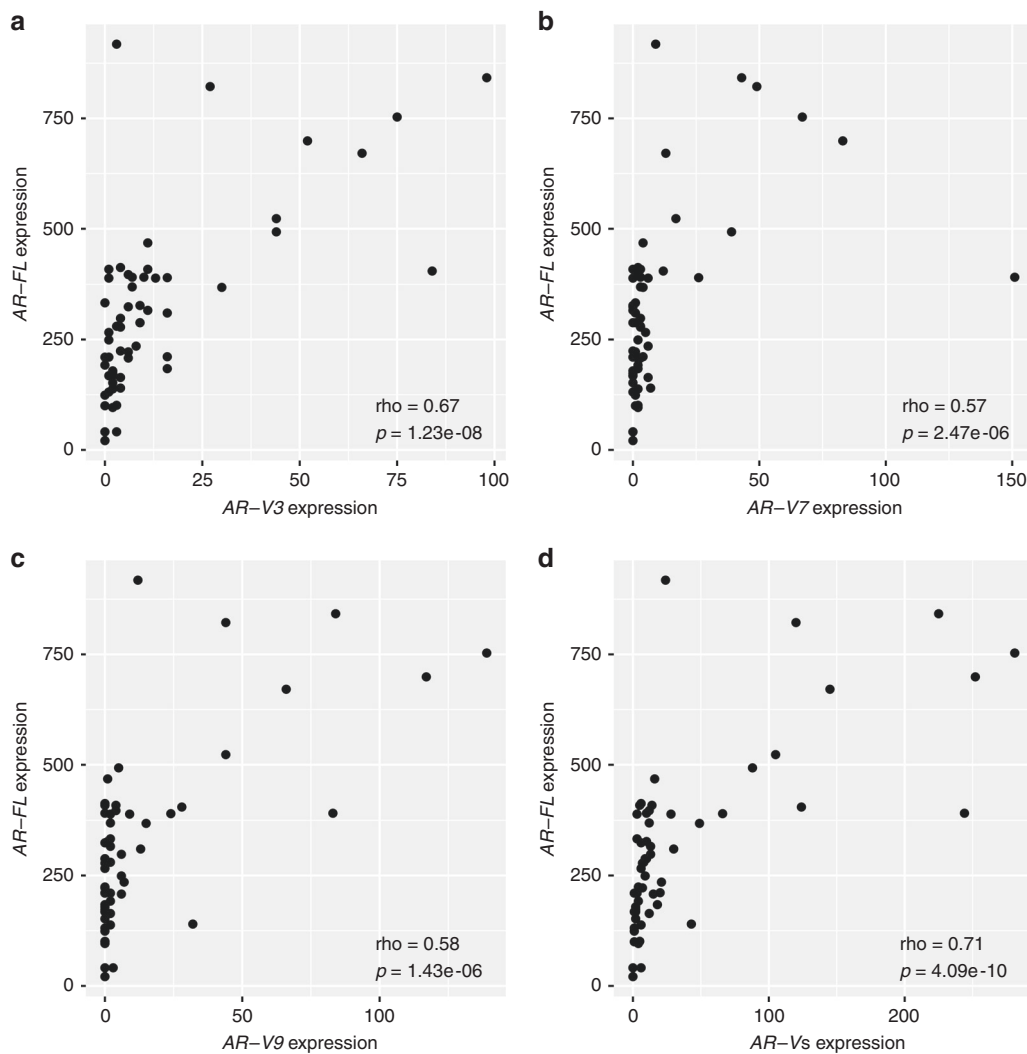 a
AR–FL expression
750
500
250
0
rho = 0.67
p = 1.23e-08
0 25 50 75 100
AR–V3 expression
b
AR–FL expression
750
500
250
0
rho = 0.57
p = 2.47e-06
0 50 100 150
AR–V7 expression
c
AR–FL expression
750
500
250
0
rho = 0.58
p = 1.43e-06
0 50 100
AR–V9 expression
d
AR–FL expression
750
500
250
0
rho = 0.71
p = 4.09e-10
0 100 200
AR–Vs expression